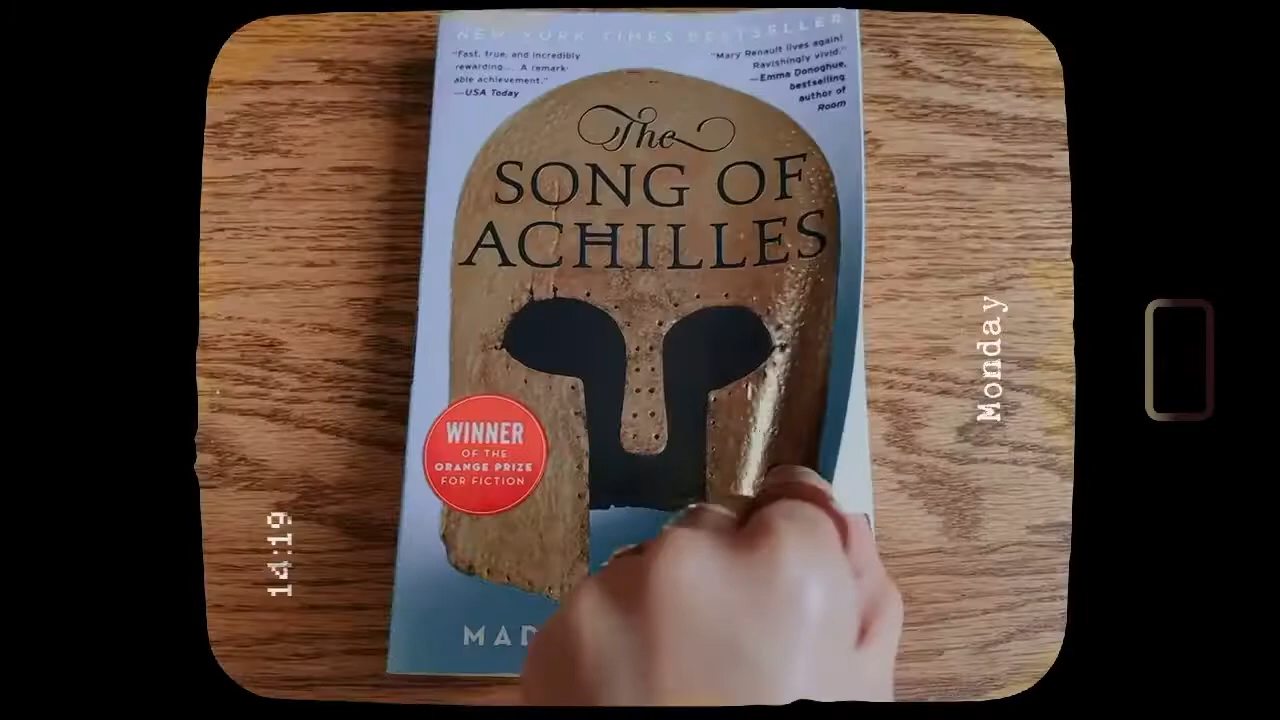 NEW YORK TIMES BESTSELLER
"Fast, true, and incredibly
rewarding.... A remark-
able achievement."
—USA Today
"Mary Renault lives again!
Ravishingly vivid."
—Emma Donoghue,
bestselling
author of
Room
The
SONG OF
ACHILLES
WINNER
OF THE
ORANGE PRIZE
FOR FICTION
MAD
14:19
Monday